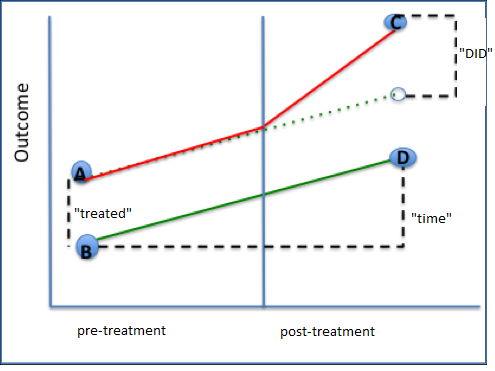 C
"DID"
Outcome
A
D
"treated"
"time"
B
pre-treatment
post-treatment